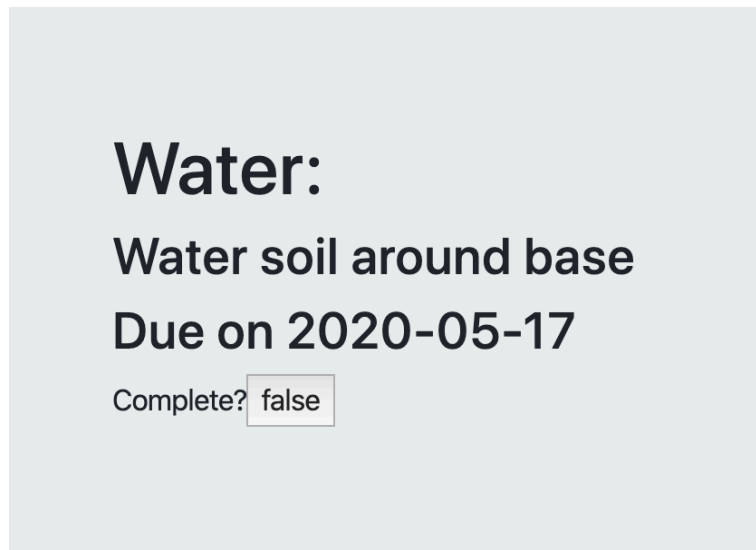 Water:
Water soil around base
Due on 2020-05-17
Complete? false